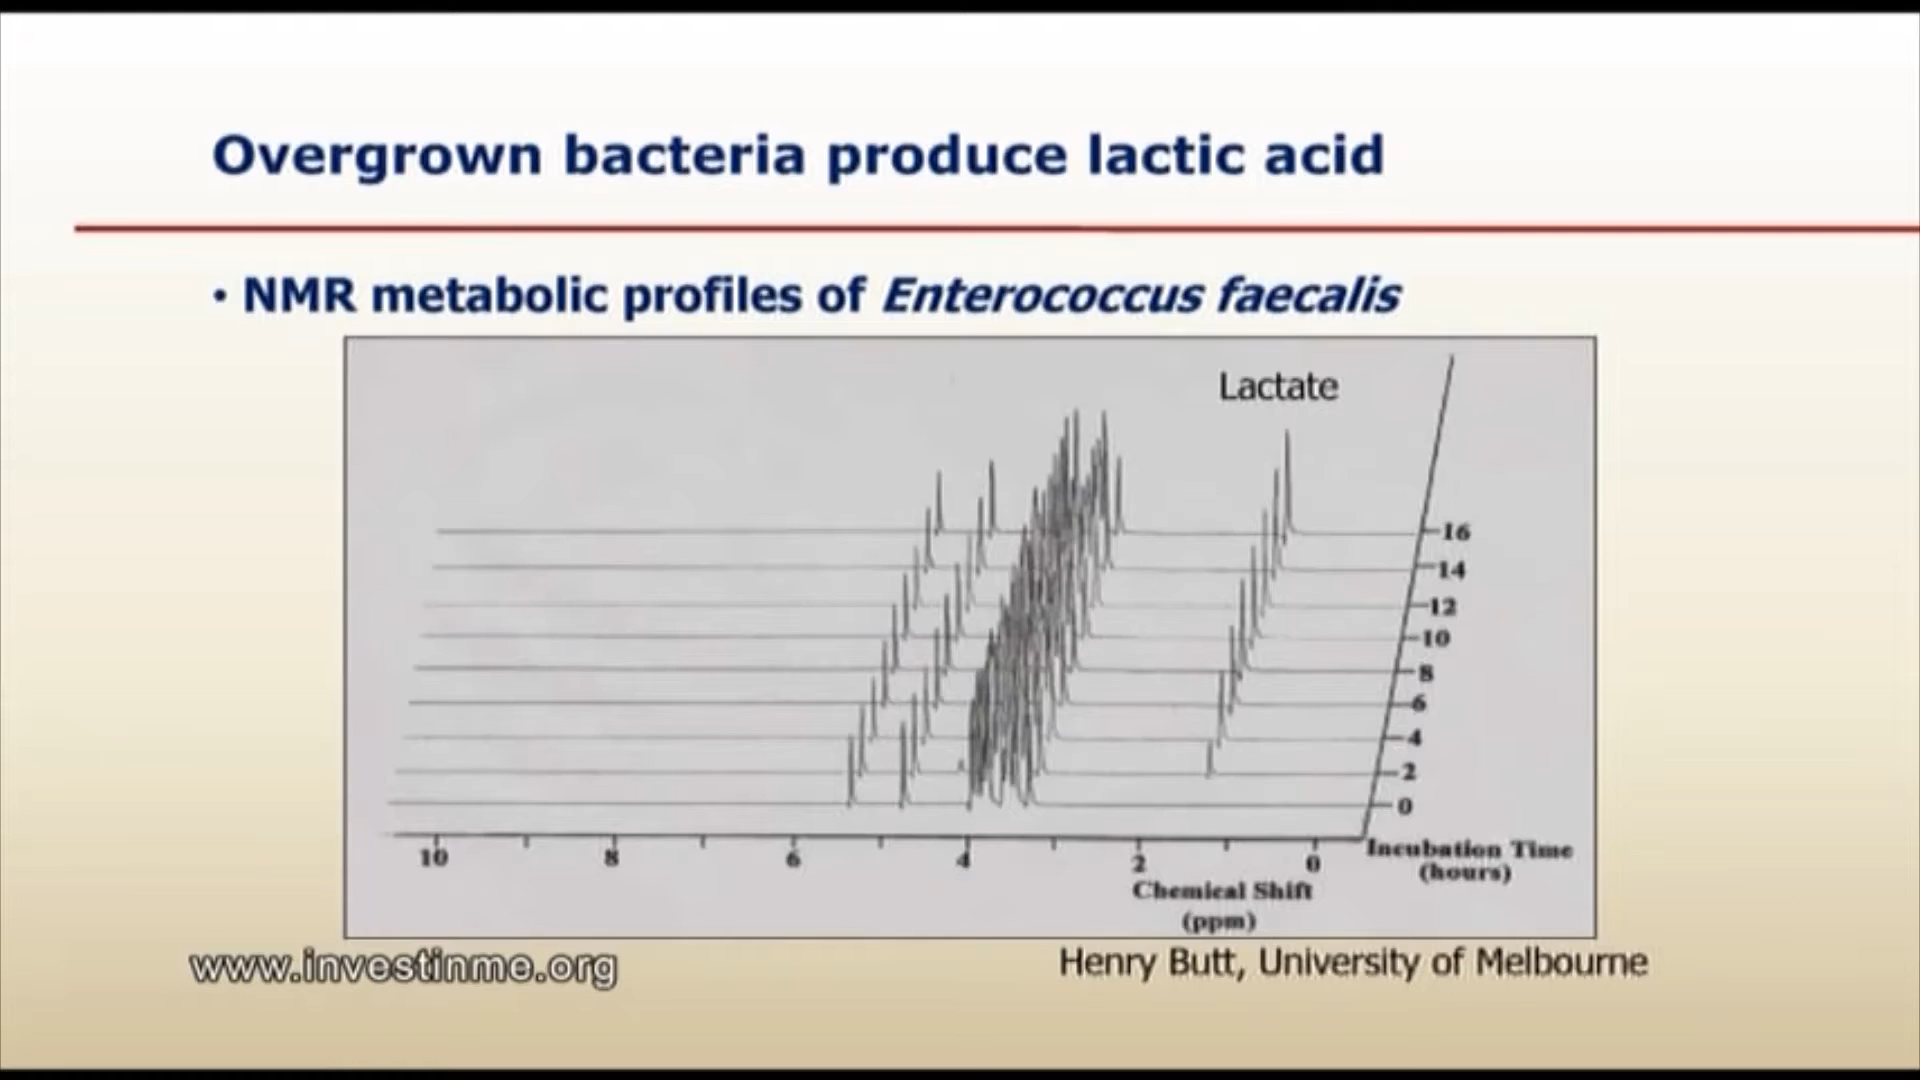 Overgrown bacteria produce lactic acid
• NMR metabolic profiles of Enterococcus faecalis
Lactate
16
14
12
10
8
6
4
2
0
10 8 6 4 2 0
Incubation Time
(hours)
Chemical Shift
(ppm)
www.investinme.org
Henry Butt, University of Melbourne